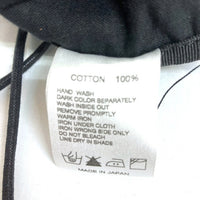 COTTON 100%
HAND WASH
DARK COLOR SEPARATELY
WASH INSIDE OUT
REMOVE PROMPTLY
WARM IRON
IRON UNDER CLOTH
IRON WRONG SIDE ONLY
DO NOT BLEACH
LINE DRY IN SHADE
MADE IN JAPAN